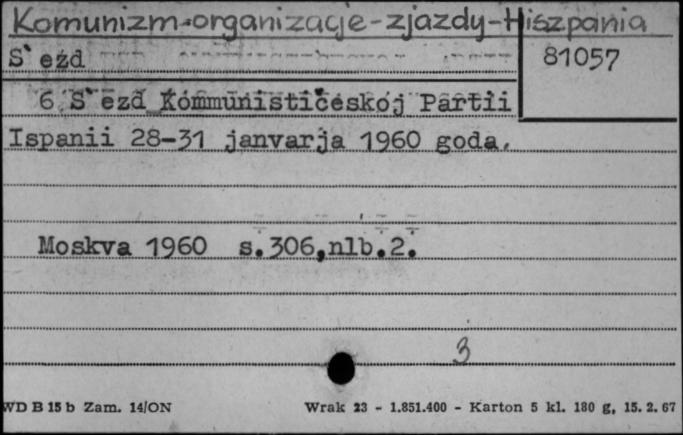 Komunizm-organizacje-zjazdy-Hiszpania
S`ezd
81057
6 S`ezd Kommunističeskoj Partii
Ispanii 28-31 janvarja 1960 goda.
Moskva 1960 s.306,nlb.2.
3
WD B 15 b Zam. 14/ON Wrak 23 - 1.851.400 - Karton 5 kl. 180 g, 15. 2. 67